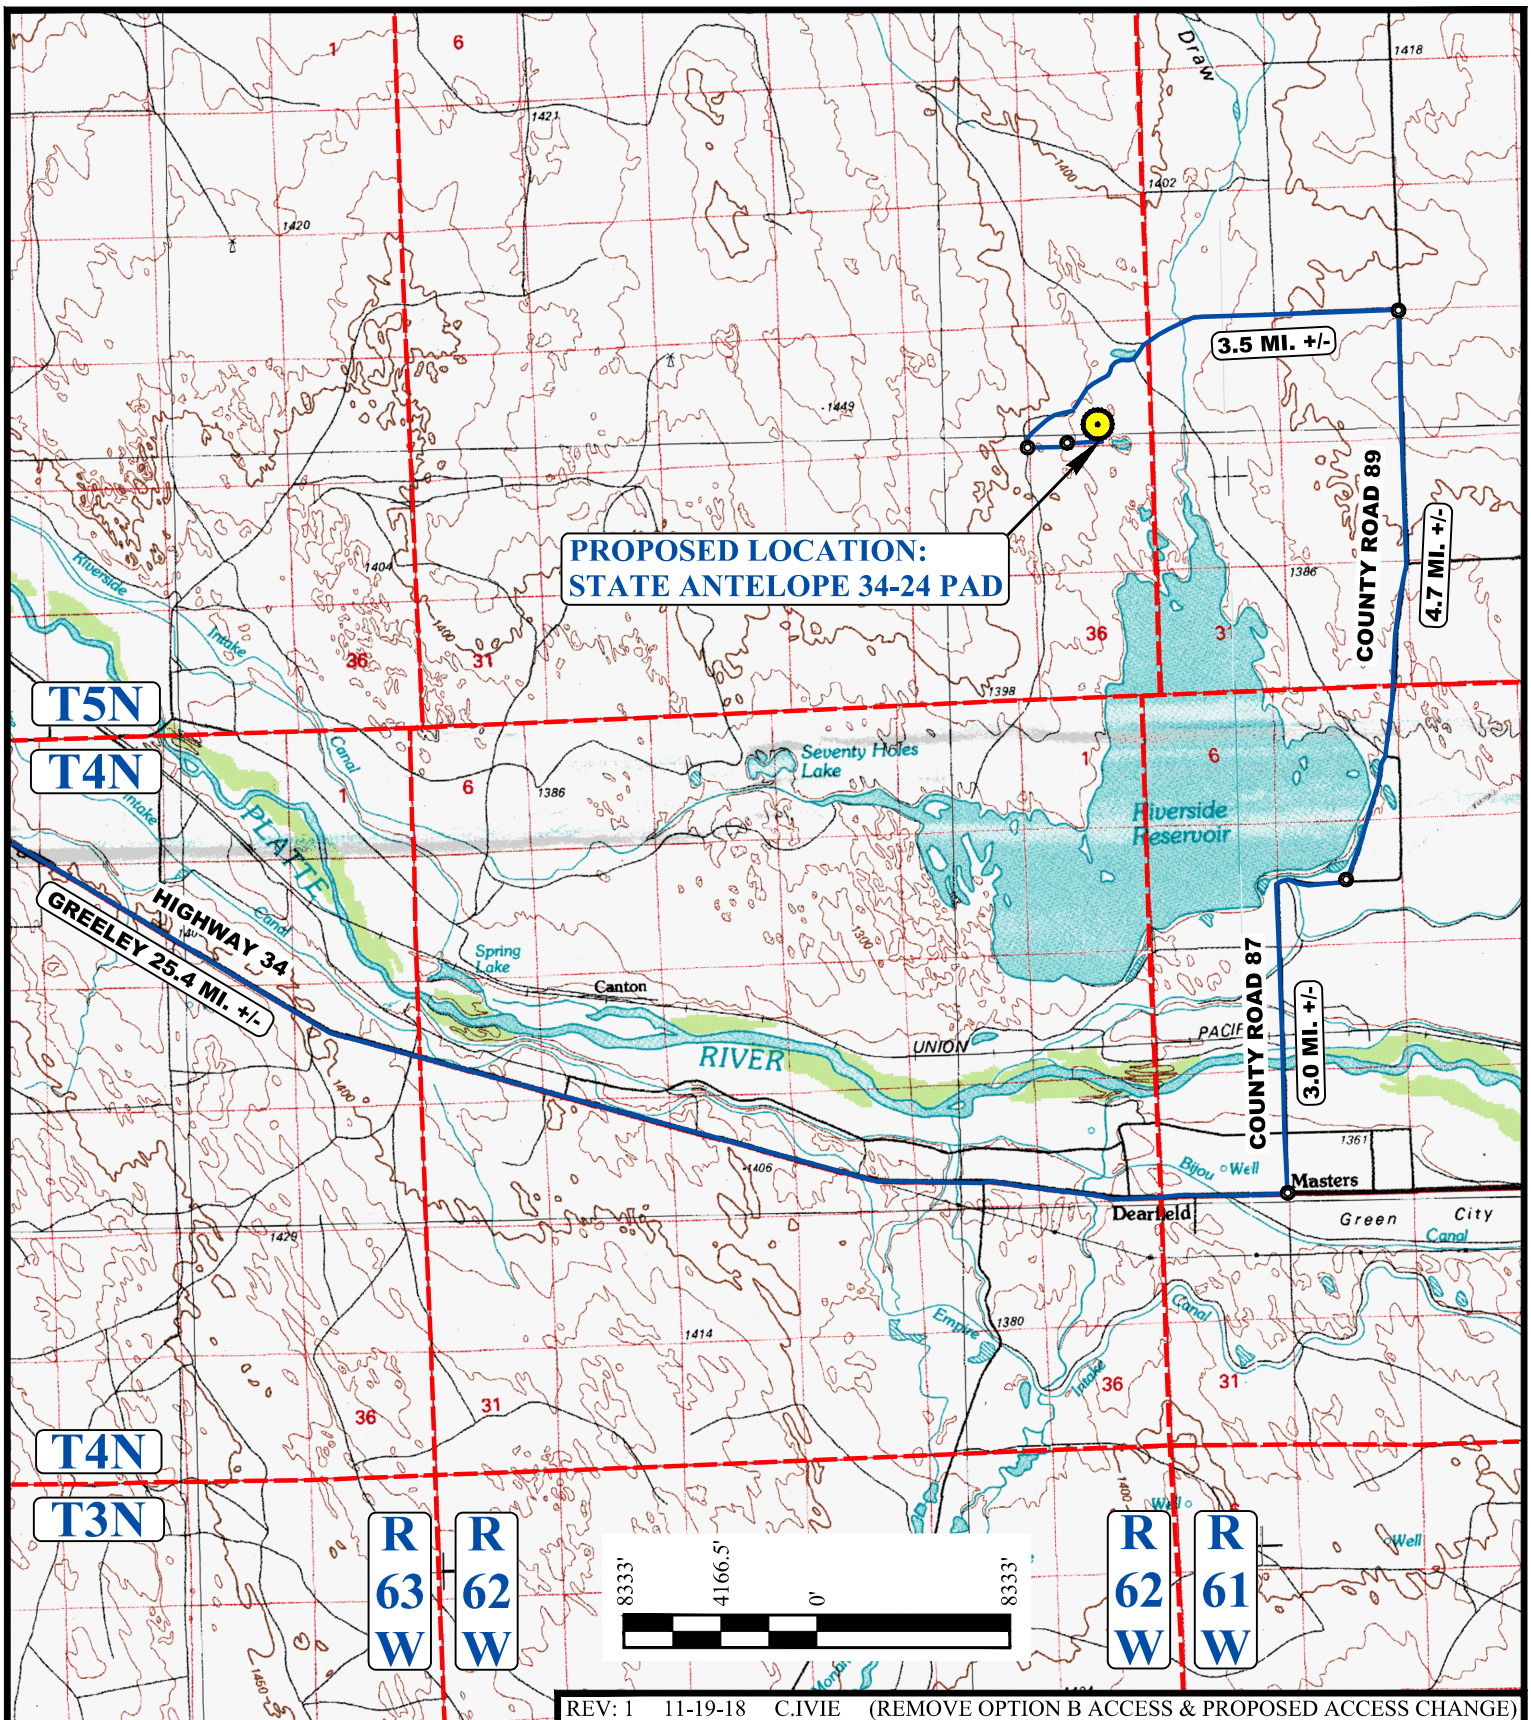 1
6
Draw
1418
1421
1400
1402
1420
3.5 MI. +/-
1449
COUNTY ROAD 89
4.7 MI. +/-
PROPOSED LOCATION:
STATE ANTELOPE 34-24 PAD
1404
1386
Riverside
Intake
1400
36
31
36
31
T5N
1398
T4N
Canal
Seventy Holes
Lake
1
6
1
6
1386
Intake
PLATTE
Riverside
Reservoir
HIGHWAY 34
GREELEY 25.4 MI. +/-
Canal
1300
Spring
Lake
Canton
COUNTY ROAD 87
3.0 MI. +/-
UNION
PACIF
RIVER
1400
1361
1406
Bijou
Well
Masters
Dearfield
Green City
Canal
1429
Canal
Empire
1380
1414
Intake
36
31
36
31
T4N
1400
Well
T3N
Well
R
63
W
R
62
W
R
62
W
R
61
W
8333'
4166.5'
0'
8333'
1450
REV: 1 11-19-18 C.IVIE (REMOVE OPTION B ACCESS & PROPOSED ACCESS CHANGE)